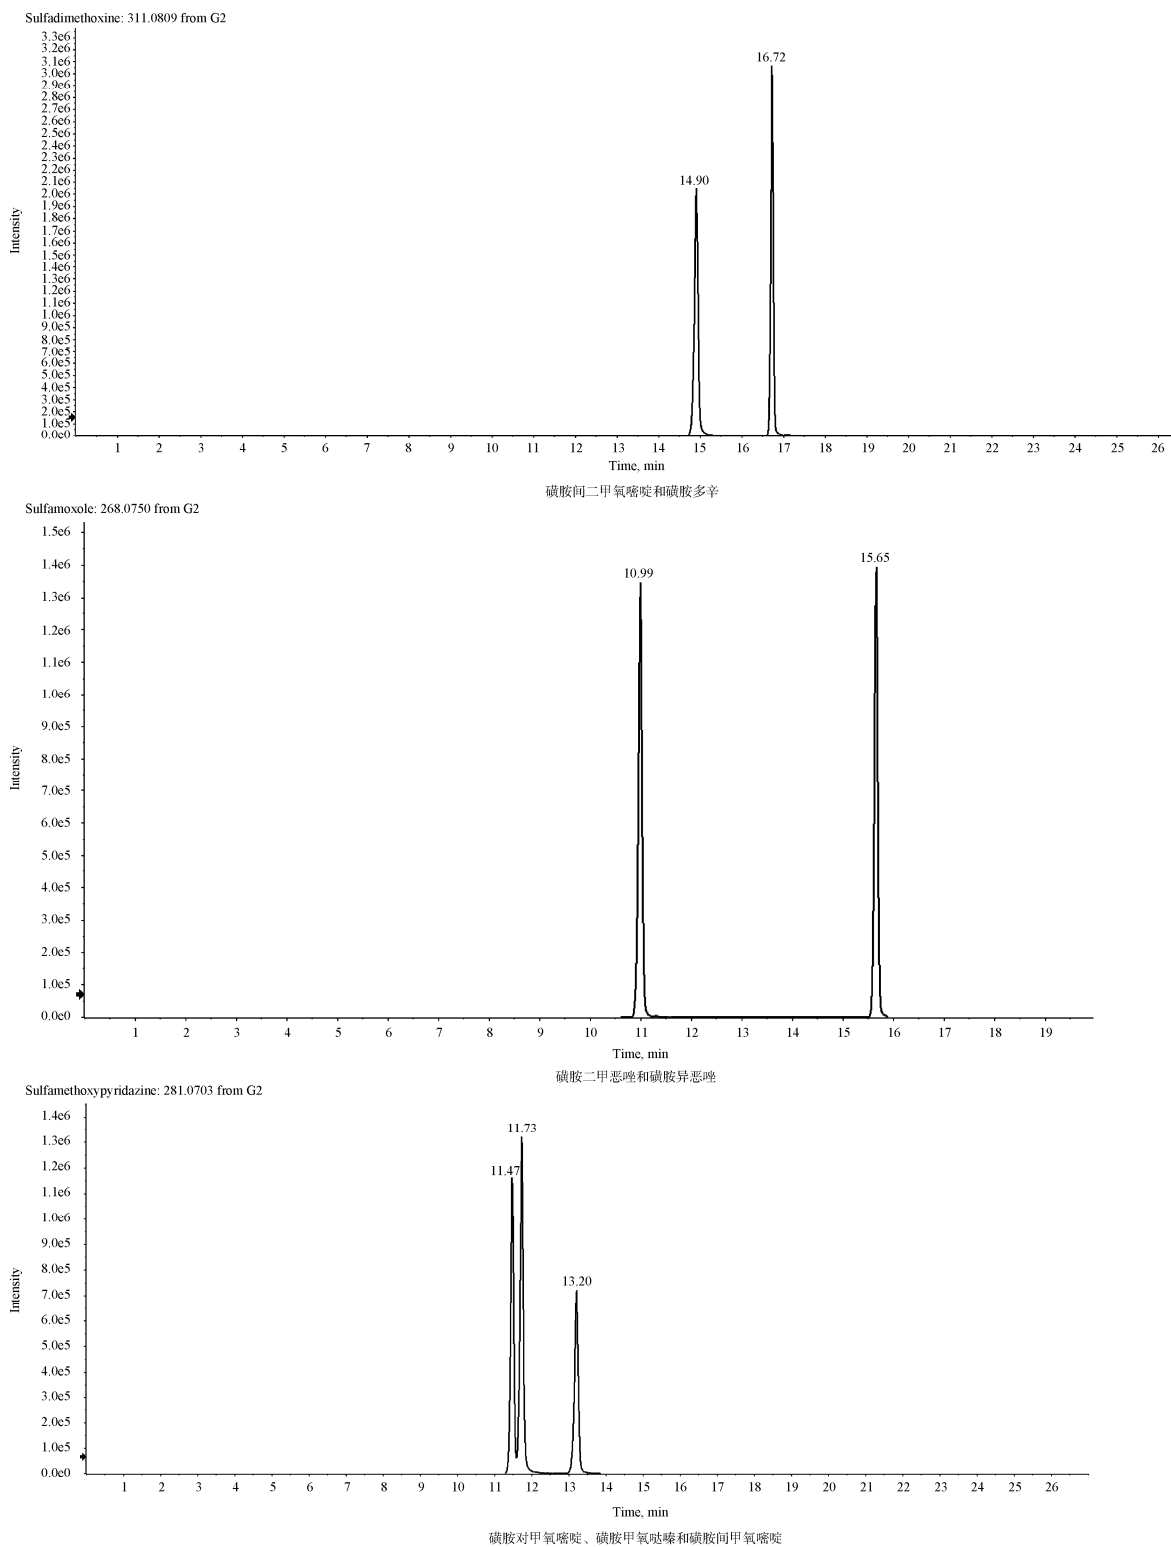 Sulfadimethoxine: 311.0809 from G2
3.3e6
3.2e6
3.1e6
3.0e6
2.9e6
2.8e6
2.7e6
2.6e6
2.5e6
2.4e6
2.3e6
2.2e6
2.1e6
2.0e6
1.9e6
1.8e6
1.7e6
1.6e6
1.5e6
1.4e6
1.3e6
1.2e6
1.1e6
1.0e6
9.0e5
8.0e5
7.0e5
6.0e5
5.0e5
4.0e5
3.0e5
2.0e5
1.0e5
0.0e0
Intensity
14.90
16.72
1 2 3 4 5 6 7 8 9 10 11 12 13 14 15 16 17 18 19 20 21 22 23 24 25 26
Time, min
磺胺间二甲氧嘧啶和磺胺多辛
Sulfamoxole: 268.0750 from G2
1.5e6
1.4e6
1.3e6
1.2e6
1.1e6
1.0e6
9.0e5
8.0e5
7.0e5
6.0e5
5.0e5
4.0e5
3.0e5
2.0e5
1.0e5
0.0e0
Intensity
10.99
15.65
1 2 3 4 5 6 7 8 9 10 11 12 13 14 15 16 17 18 19
Time, min
磺胺二甲恶唑和磺胺异恶唑
Sulfamethoxypyridazine: 281.0703 from G2
1.4e6
1.3e6
1.2e6
1.1e6
1.0e6
9.0e5
8.0e5
7.0e5
6.0e5
5.0e5
4.0e5
3.0e5
2.0e5
1.0e5
0.0e0
Intensity
11.73
11.47
13.20
1 2 3 4 5 6 7 8 9 10 11 12 13 14 15 16 17 18 19 20 21 22 23 24 25 26
Time, min
磺胺对甲氧嘧啶、磺胺甲氧哒嗪和磺胺间甲氧嘧啶